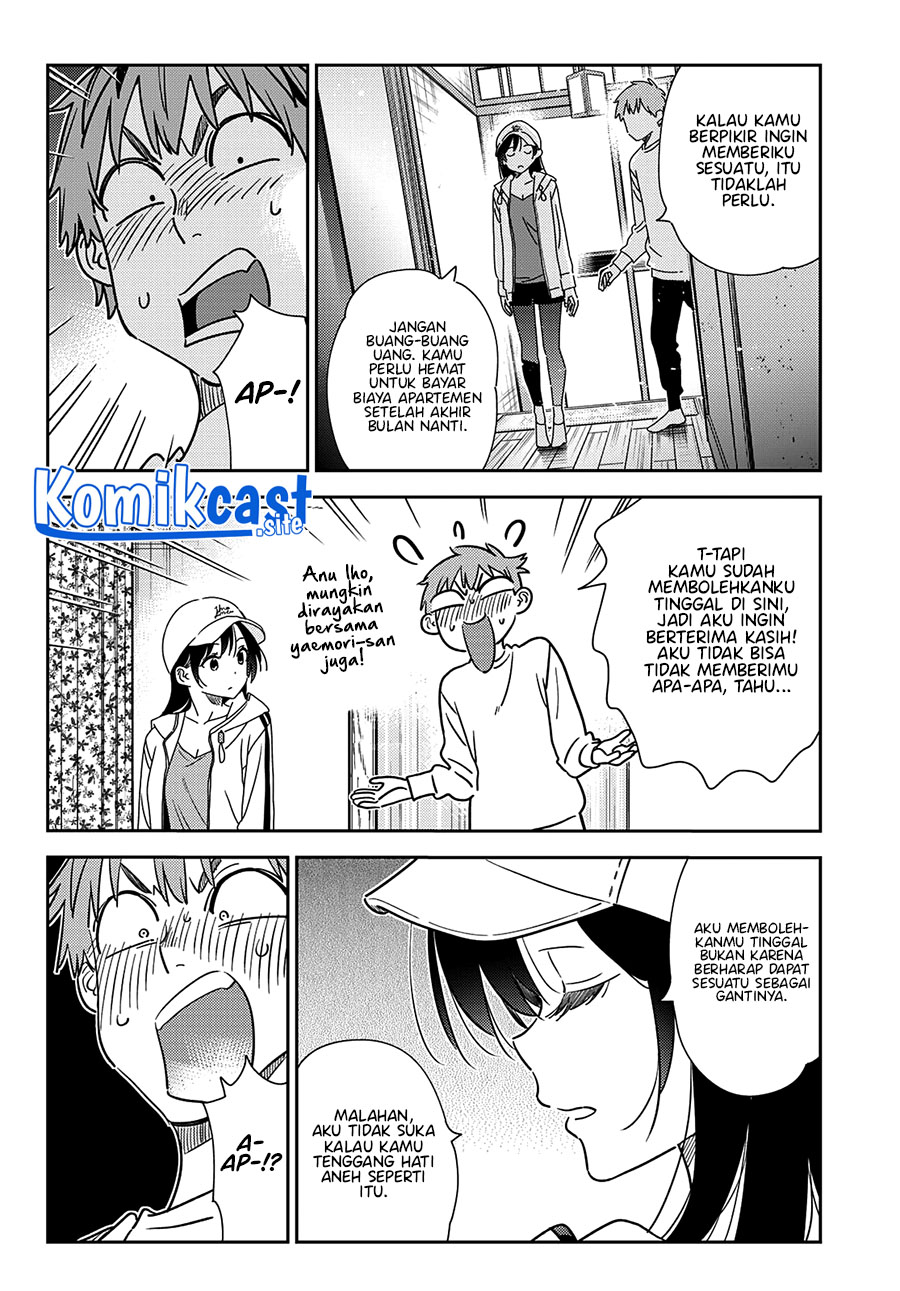 KALAU KAMU
BERPIKIR INGIN
MEMBERIKU
SESUATU, ITU
TIDAKLAH
PERLU.
JANGAN
BUANG-BUANG
UANG. KAMU
PERLU HEMAT
UNTUK BAYAR
BIAYA APARTEMEN
SETELAH AKHIR
BULAN NANTI.
AP-!
Komikcast
.site
T-TAPI
KAMU SUDAH
MEMBOLEHKANKU
TINGGAL DI SINI,
JADI AKU INGIN
BERTERIMA KASIH!
AKU TIDAK BISA
TIDAK MEMBERIMU
APA-APA, TAHU...
Anu lho,
mungkin
dirayakan
bersama
yaemori-san
juga!
AKU MEMBOLEH-
KANMU TINGGAL
BUKAN KARENA
BERHARAP DAPAT
SESUATU SEBAGAI
GANTINYA.
MALAHAN,
AKU TIDAK SUKA
KALAU KAMU
TENGGANG HATI
ANEH SEPERTI
ITU.
A-
AP-!?